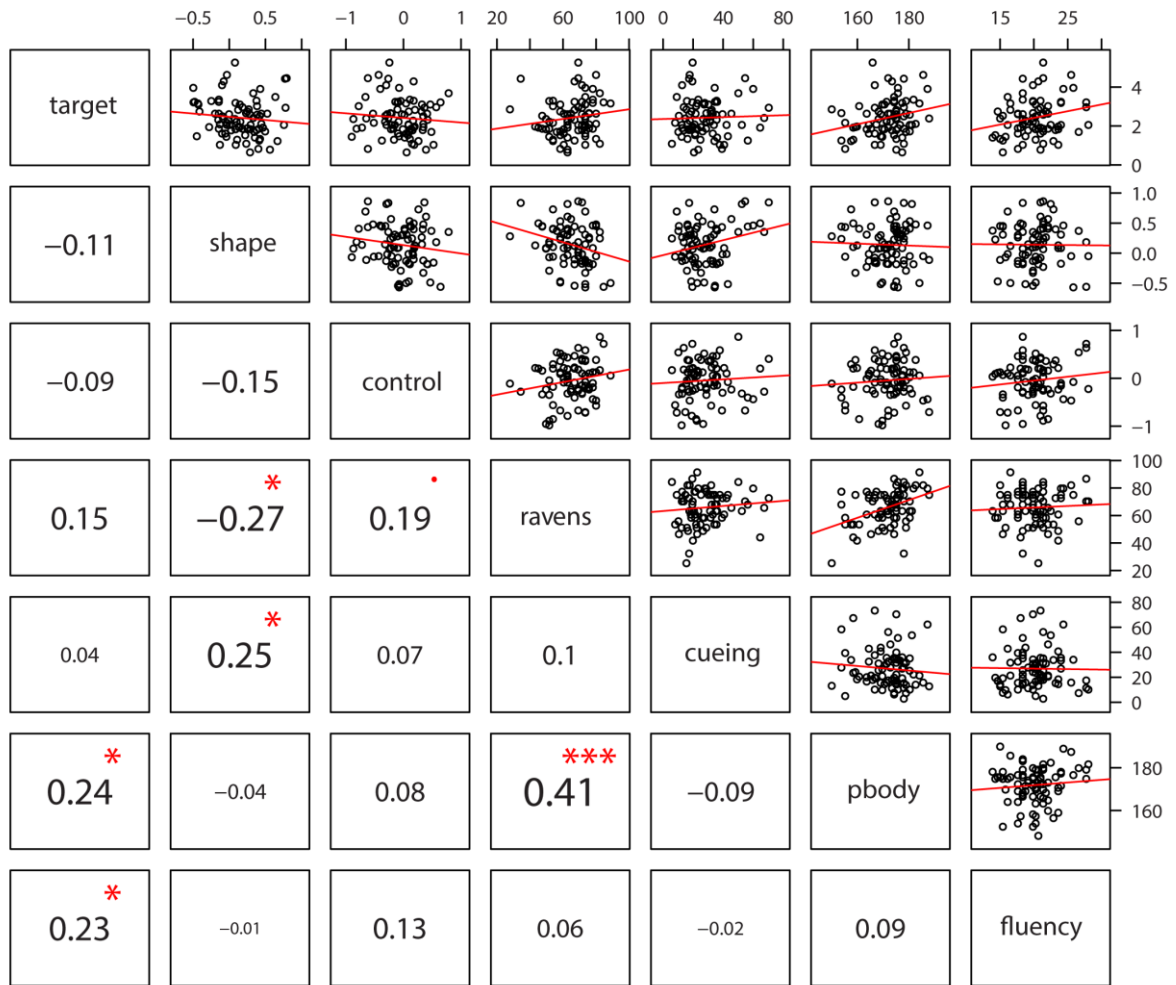 −0.5 0.5 −1 0 1 20 60 100 0 40 80 160 180 15 25
target 0 2 4
−0.11 shape −0.5 0.0 0.5 1.0
−0.09 −0.15 control −1 0 1
0.15 −0.27 * 0.19 • ravens 20 40 60 80 100
0.04 0.25 * 0.07 0.1 cueing 0 20 40 60 80
0.24 * −0.04 0.08 0.41 *** −0.09 pbody 160 180
0.23 * −0.01 0.13 0.06 −0.02 0.09 fluency